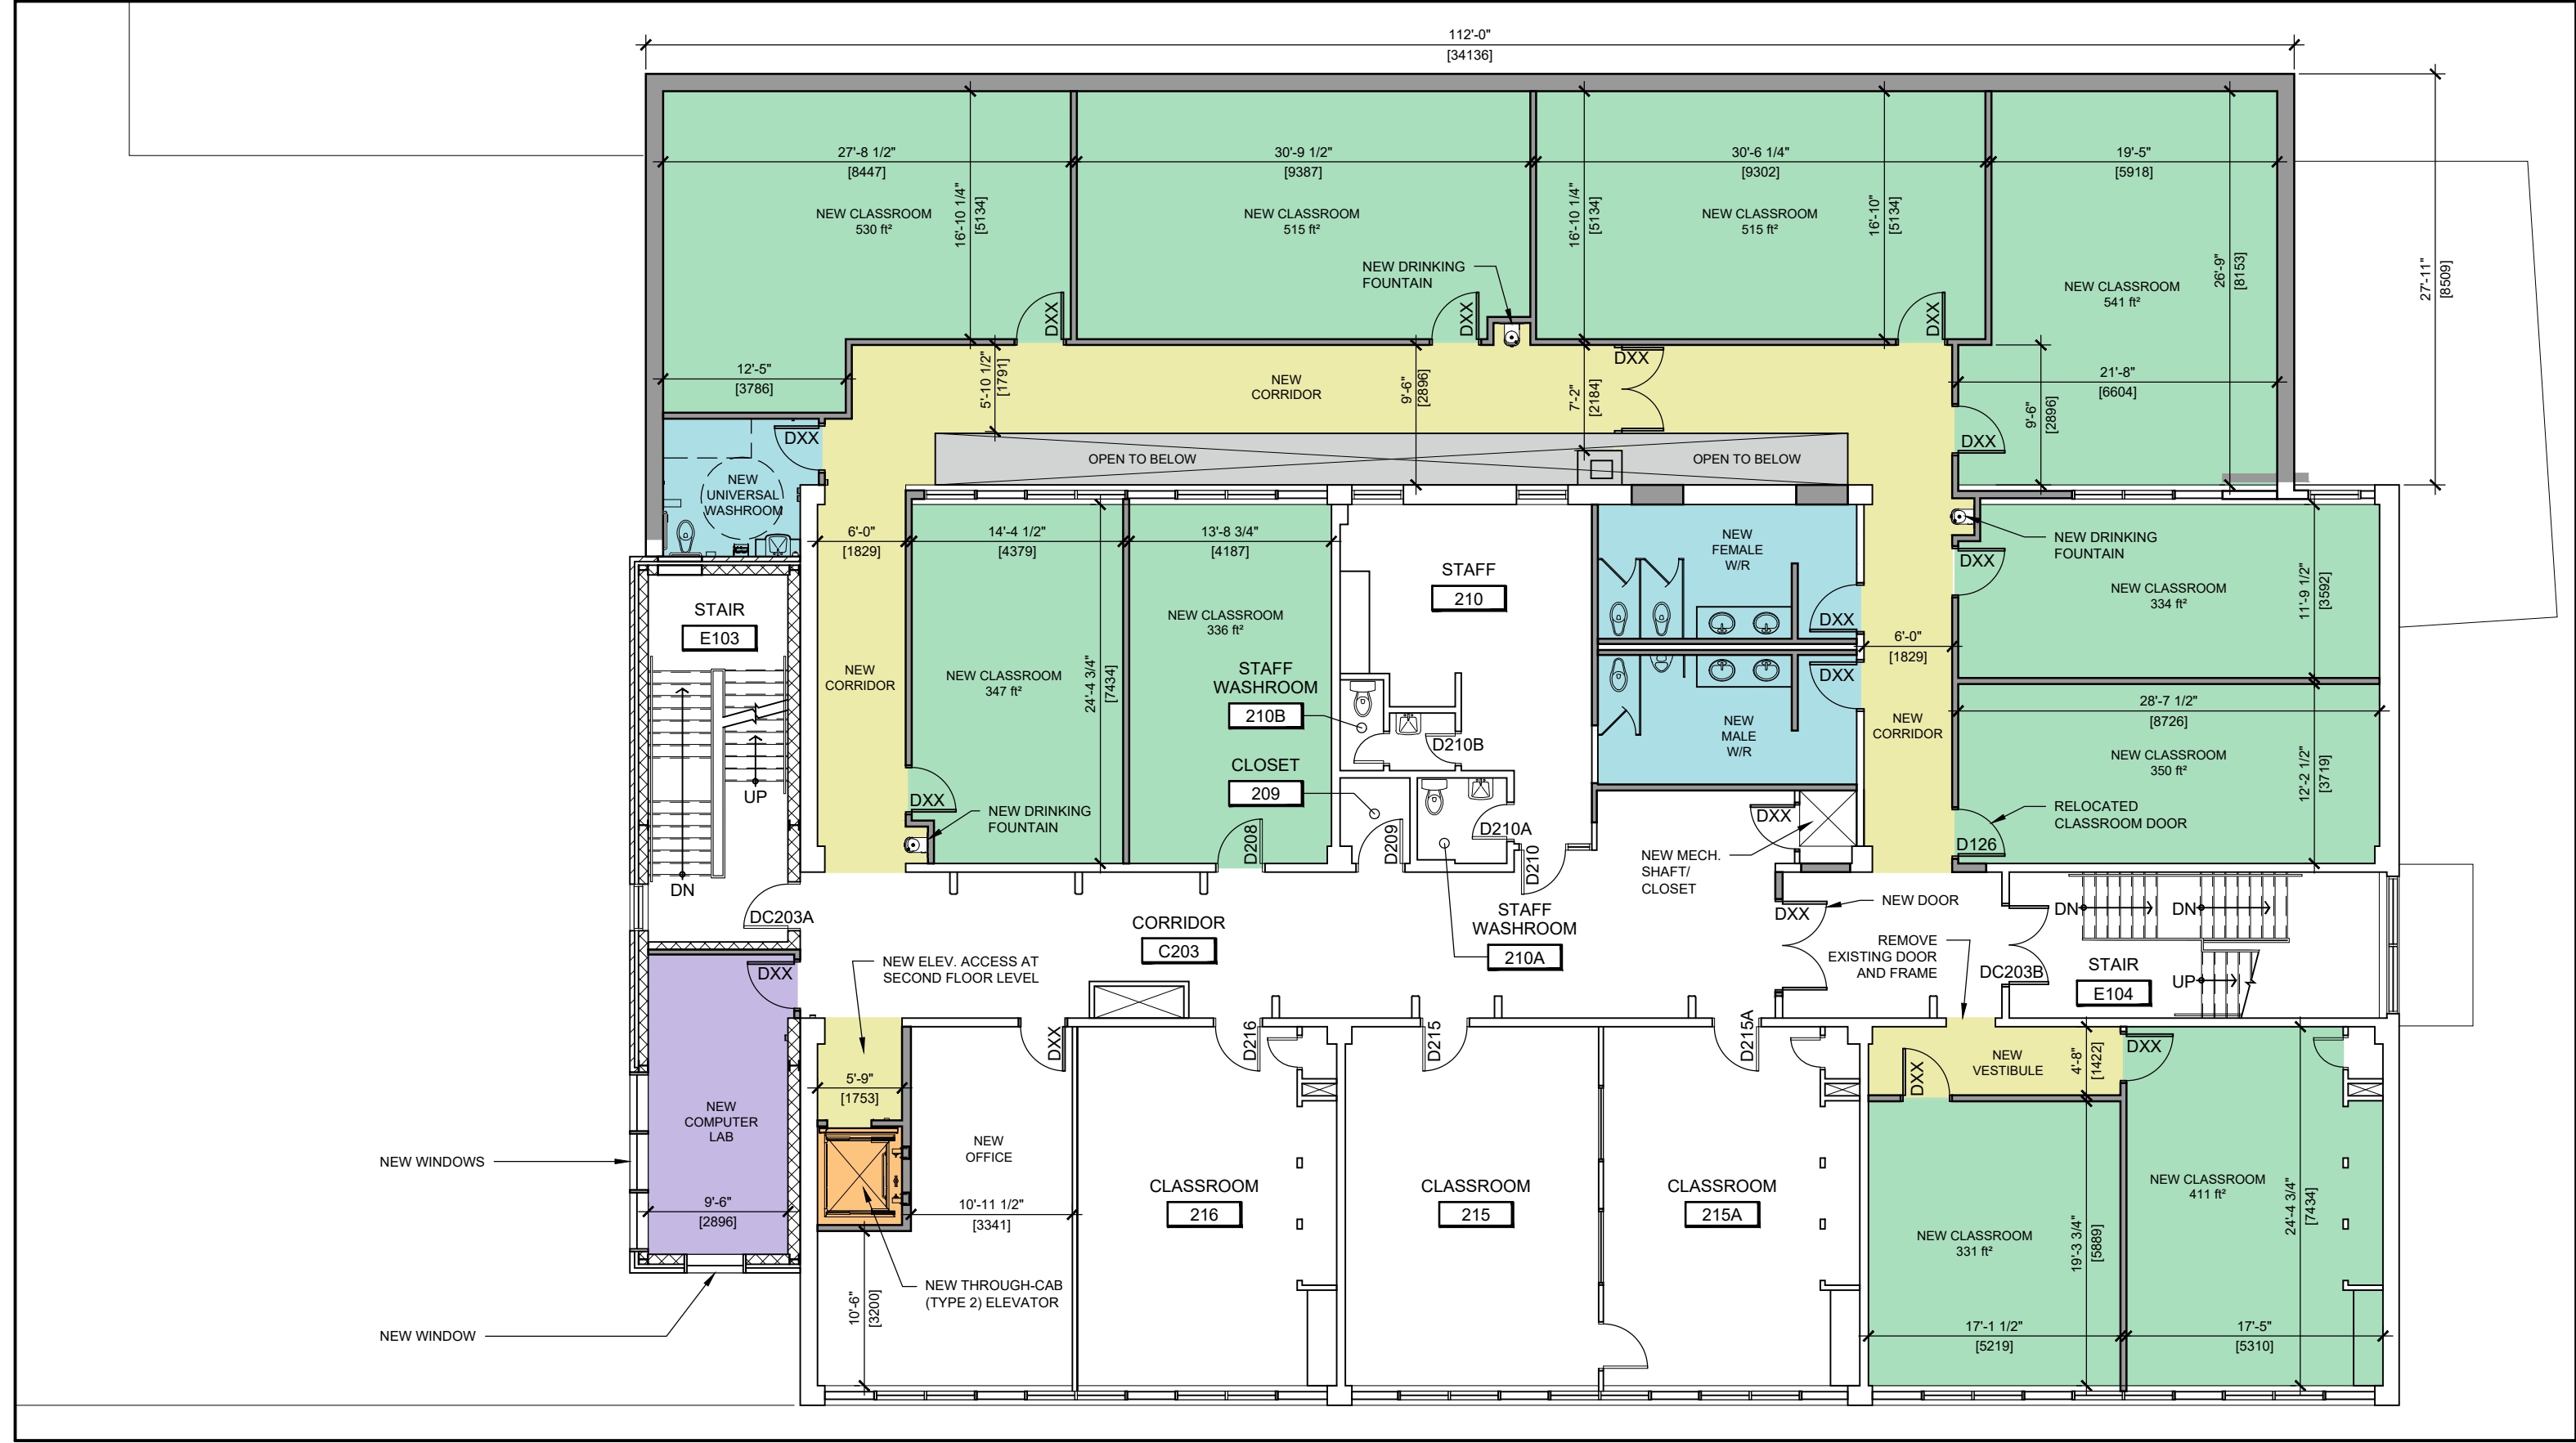 112'-0"
[34136]
27'-8 1/2"
[8447]
30'-9 1/2"
[9387]
30'-6 1/4"
[9302]
19'-5"
[5918]
16'-10 1/4"
[5134]
16'-10 1/4"
[5134]
16'-10"
[5134]
26'-9"
[8153]
27'-11"
[8509]
NEW CLASSROOM
530 ft²
NEW CLASSROOM
515 ft²
NEW CLASSROOM
515 ft²
NEW CLASSROOM
541 ft²
NEW DRINKING
FOUNTAIN
DXX
DXX
DXX
DXX
12'-5"
[3786]
5'-10 1/2"
[1791]
NEW
CORRIDOR
9'-6"
[2896]
7'-2"
[2184]
21'-8"
[6604]
9'-6"
[2896]
DXX
DXX
OPEN TO BELOW
OPEN TO BELOW
NEW
UNIVERSAL
WASHROOM
6'-0"
[1829]
14'-4 1/2"
[4379]
13'-8 3/4"
[4187]
STAFF
210
NEW
FEMALE
W/R
NEW DRINKING
FOUNTAIN
DXX
NEW CLASSROOM
334 ft²
11'-9 1/2"
[3592]
STAIR
E103
NEW CLASSROOM
336 ft²
DXX
6'-0"
[1829]
NEW
CORRIDOR
NEW CLASSROOM
347 ft²
24'-4 3/4"
[7434]
STAFF
WASHROOM
210B
D210B
DXX
NEW
MALE
W/R
NEW
CORRIDOR
28'-7 1/2"
[8726]
NEW CLASSROOM
350 ft²
12'-2 1/2"
[3719]
UP
DN
CLOSET
209
DXX
NEW DRINKING
FOUNTAIN
D208
D209
D210A
D210
DXX
NEW MECH.
SHAFT/
CLOSET
RELOCATED
CLASSROOM DOOR
D126
DC203A
CORRIDOR
C203
STAFF
WASHROOM
210A
DXX
NEW DOOR
REMOVE
EXISTING DOOR
AND FRAME
DC203B
DN
DN
STAIR
E104
UP
DXX
NEW ELEV. ACCESS AT
SECOND FLOOR LEVEL
DXX
D216
D215
D215A
5'-9"
[1753]
DXX
NEW
VESTIBULE
4'-8"
[1422]
DXX
NEW
COMPUTER
LAB
NEW
OFFICE
NEW WINDOWS
9'-6"
[2896]
10'-11 1/2"
[3341]
CLASSROOM
216
CLASSROOM
215
CLASSROOM
215A
NEW CLASSROOM
411 ft²
24'-4 3/4"
[7434]
NEW CLASSROOM
331 ft²
19'-3 3/4"
[5889]
NEW THROUGH-CAB
(TYPE 2) ELEVATOR
10'-6"
[3200]
NEW WINDOW
17'-1 1/2"
[5219]
17'-5"
[5310]